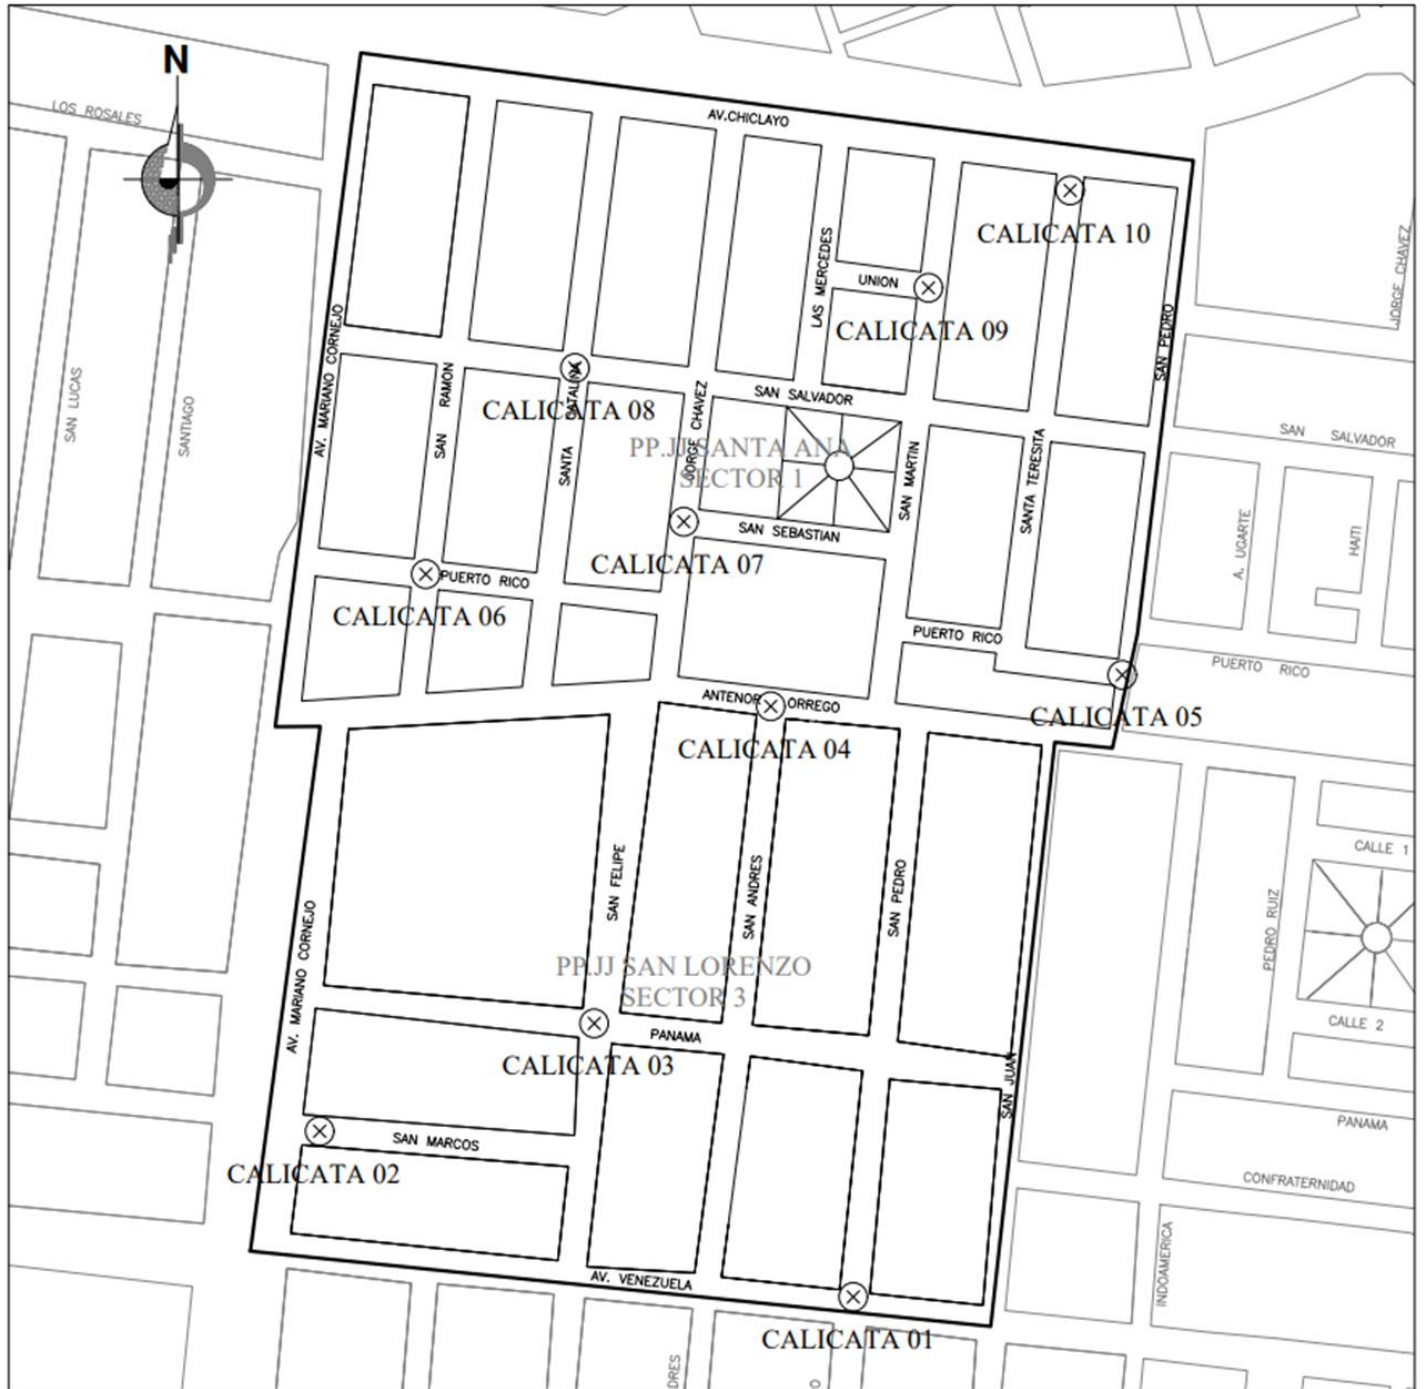 N
LOS ROSALES
AV.CHICLAYO
JORGE CHAVEZ
CALICATA 10
LAS MERCEDES
UNION
CALICATA 09
AV. MARIANO CORNEJO
SAN PEDRO
SAN LUCAS
SANTIAGO
SAN RAMON
SANTA CATALINA
CALICATA 08
JORGE CHAVEZ
SAN SALVADOR
SAN SALVADOR
PP.JJ SANTA ANA
SECTOR 1
SAN MARTIN
SANTA TERESITA
SAN SEBASTIAN
A. UGARTE
HAITI
CALICATA 07
PUERTO RICO
CALICATA 06
PUERTO RICO
PUERTO RICO
ANTENOR ORREGO
CALICATA 05
CALICATA 04
SAN FELIPE
SAN ANDRES
SAN PEDRO
CALLE 1
PEDRO RUIZ
AV. MARIANO CORNEJO
PP.JJ SAN LORENZO
SECTOR 3
CALLE 2
PANAMA
CALICATA 03
SAN JUAN
PANAMA
SAN MARCOS
CALICATA 02
CONFRATERNIDAD
INDOAMERICA
AV. VENEZUELA
CALICATA 01
DRES
O